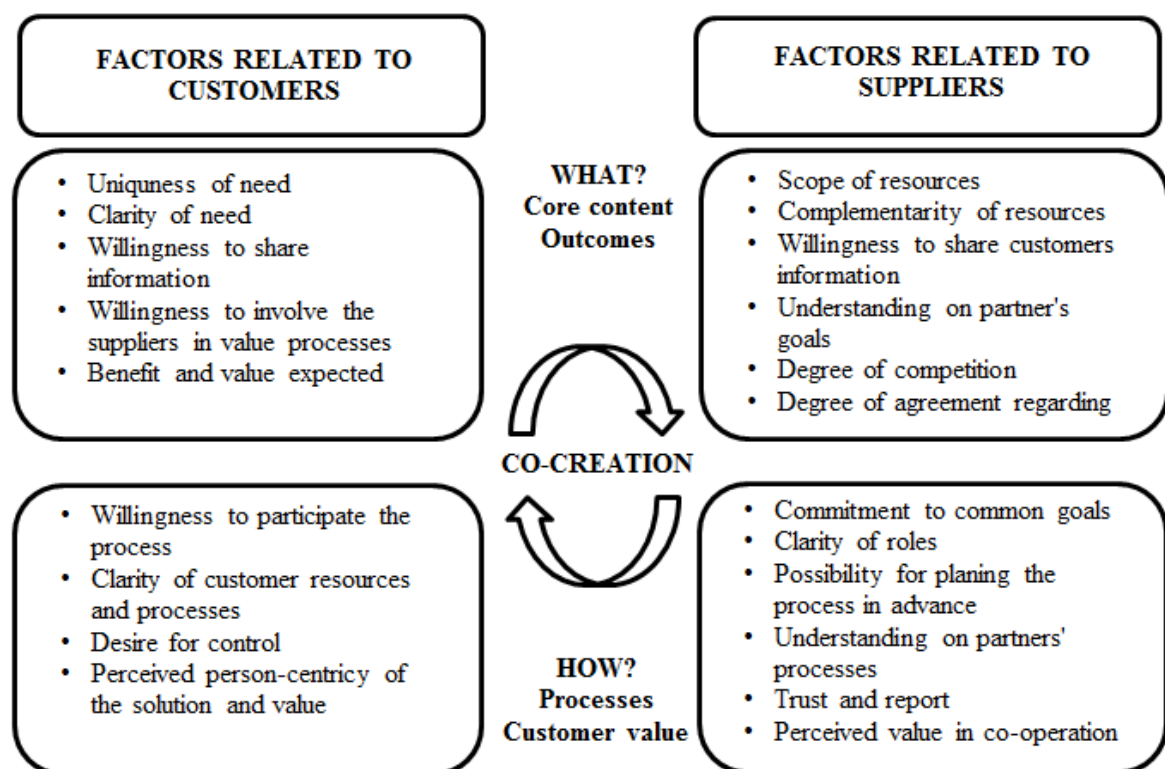 FACTORS RELATED TO
CUSTOMERS
FACTORS RELATED TO
SUPPLIERS
• Uniquness of need
• Clarity of need
• Willingness to share
information
• Willingness to involve the
suppliers in value processes
• Benefit and value expected
WHAT?
Core content
Outcomes
• Scope of resources
• Complementarity of resources
• Willingness to share customers
information
• Understanding on partner's
goals
• Degree of competition
• Degree of agreement regarding
CO-CREATION
• Willingness to participate the
process
• Clarity of customer resources
and processes
• Desire for control
• Perceived person-centricy of
the solution and value
HOW?
Processes
Customer value
• Commitment to common goals
• Clarity of roles
• Possibility for planing the
process in advance
• Understanding on partners'
processes
• Trust and report
• Perceived value in co-operation